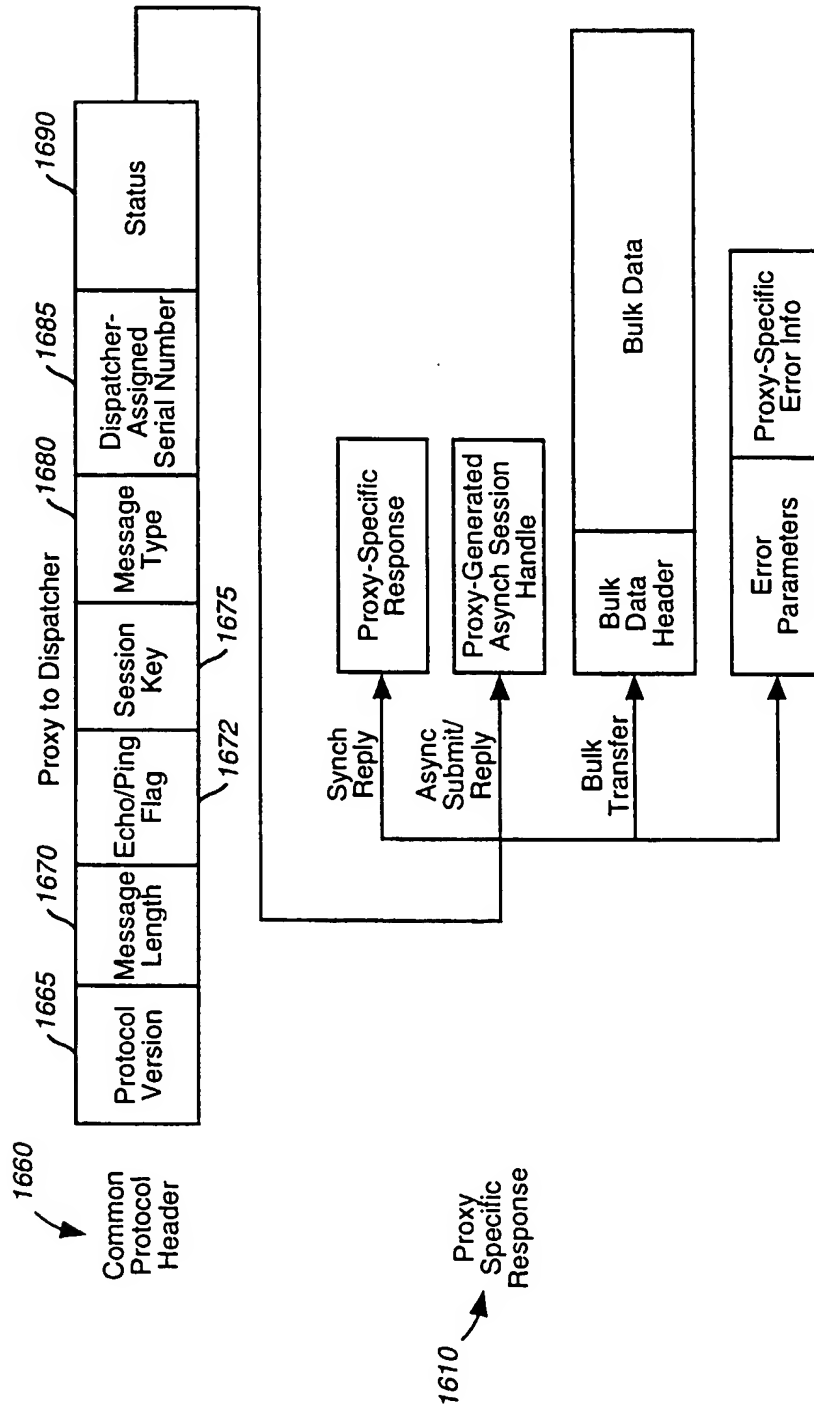 Proxy to Dispatcher
1660
Common
Protocol
Header
1665
1670
1680
1685
1690
Protocol
Version
Message
Length
Echo/Ping
Flag
Session
Key
Message
Type
Dispatcher-
Assigned
Serial Number
Status
1672
1675
1610
Proxy
Specific
Response
Synch
Reply
Proxy-Specific
Response
Async
Submit/
Reply
Proxy-Generated
Asynch Session
Handle
Bulk
Transfer
Bulk
Data
Header
Bulk Data
Error
Parameters
Proxy-Specific
Error Info